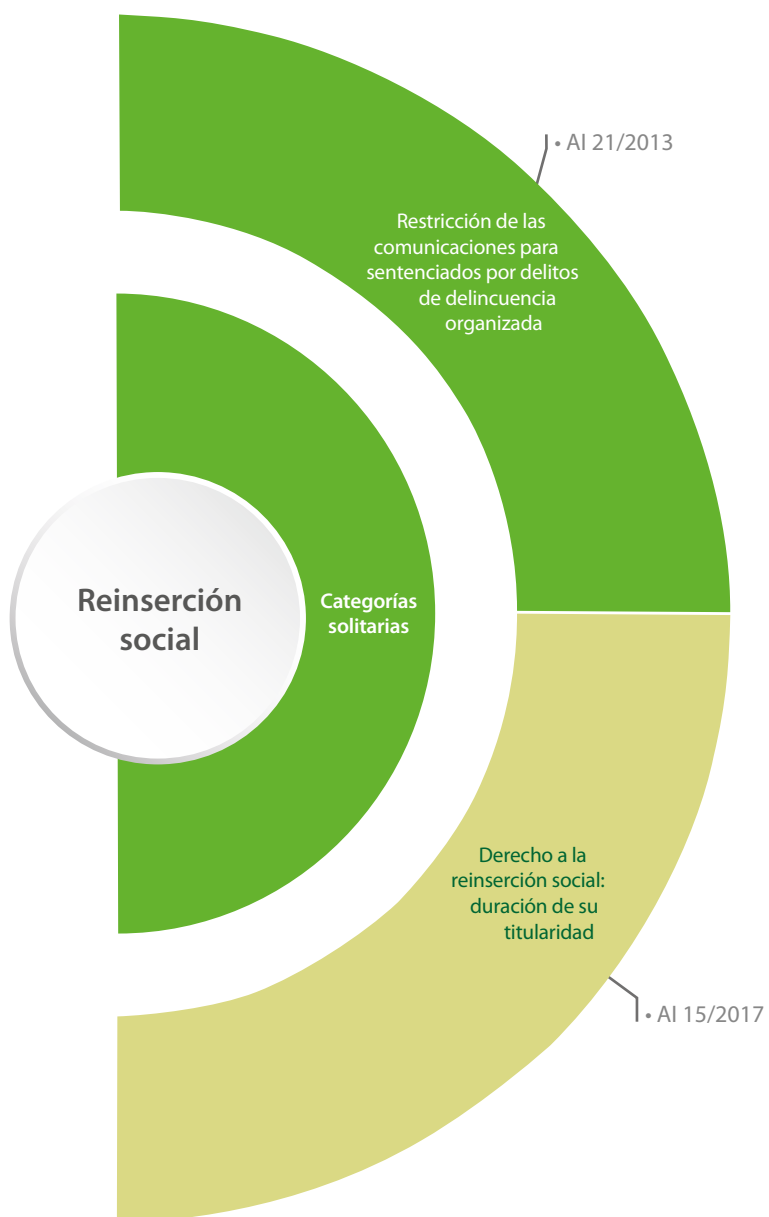 • AI 21/2013
Restricción de las
comunicaciones para
sentenciados por delitos
de delincuencia
organizada
Reinserción
social
Categorías
solitarias
Derecho a la
reinserción social:
duración de su
titularidad
• AI 15/2017